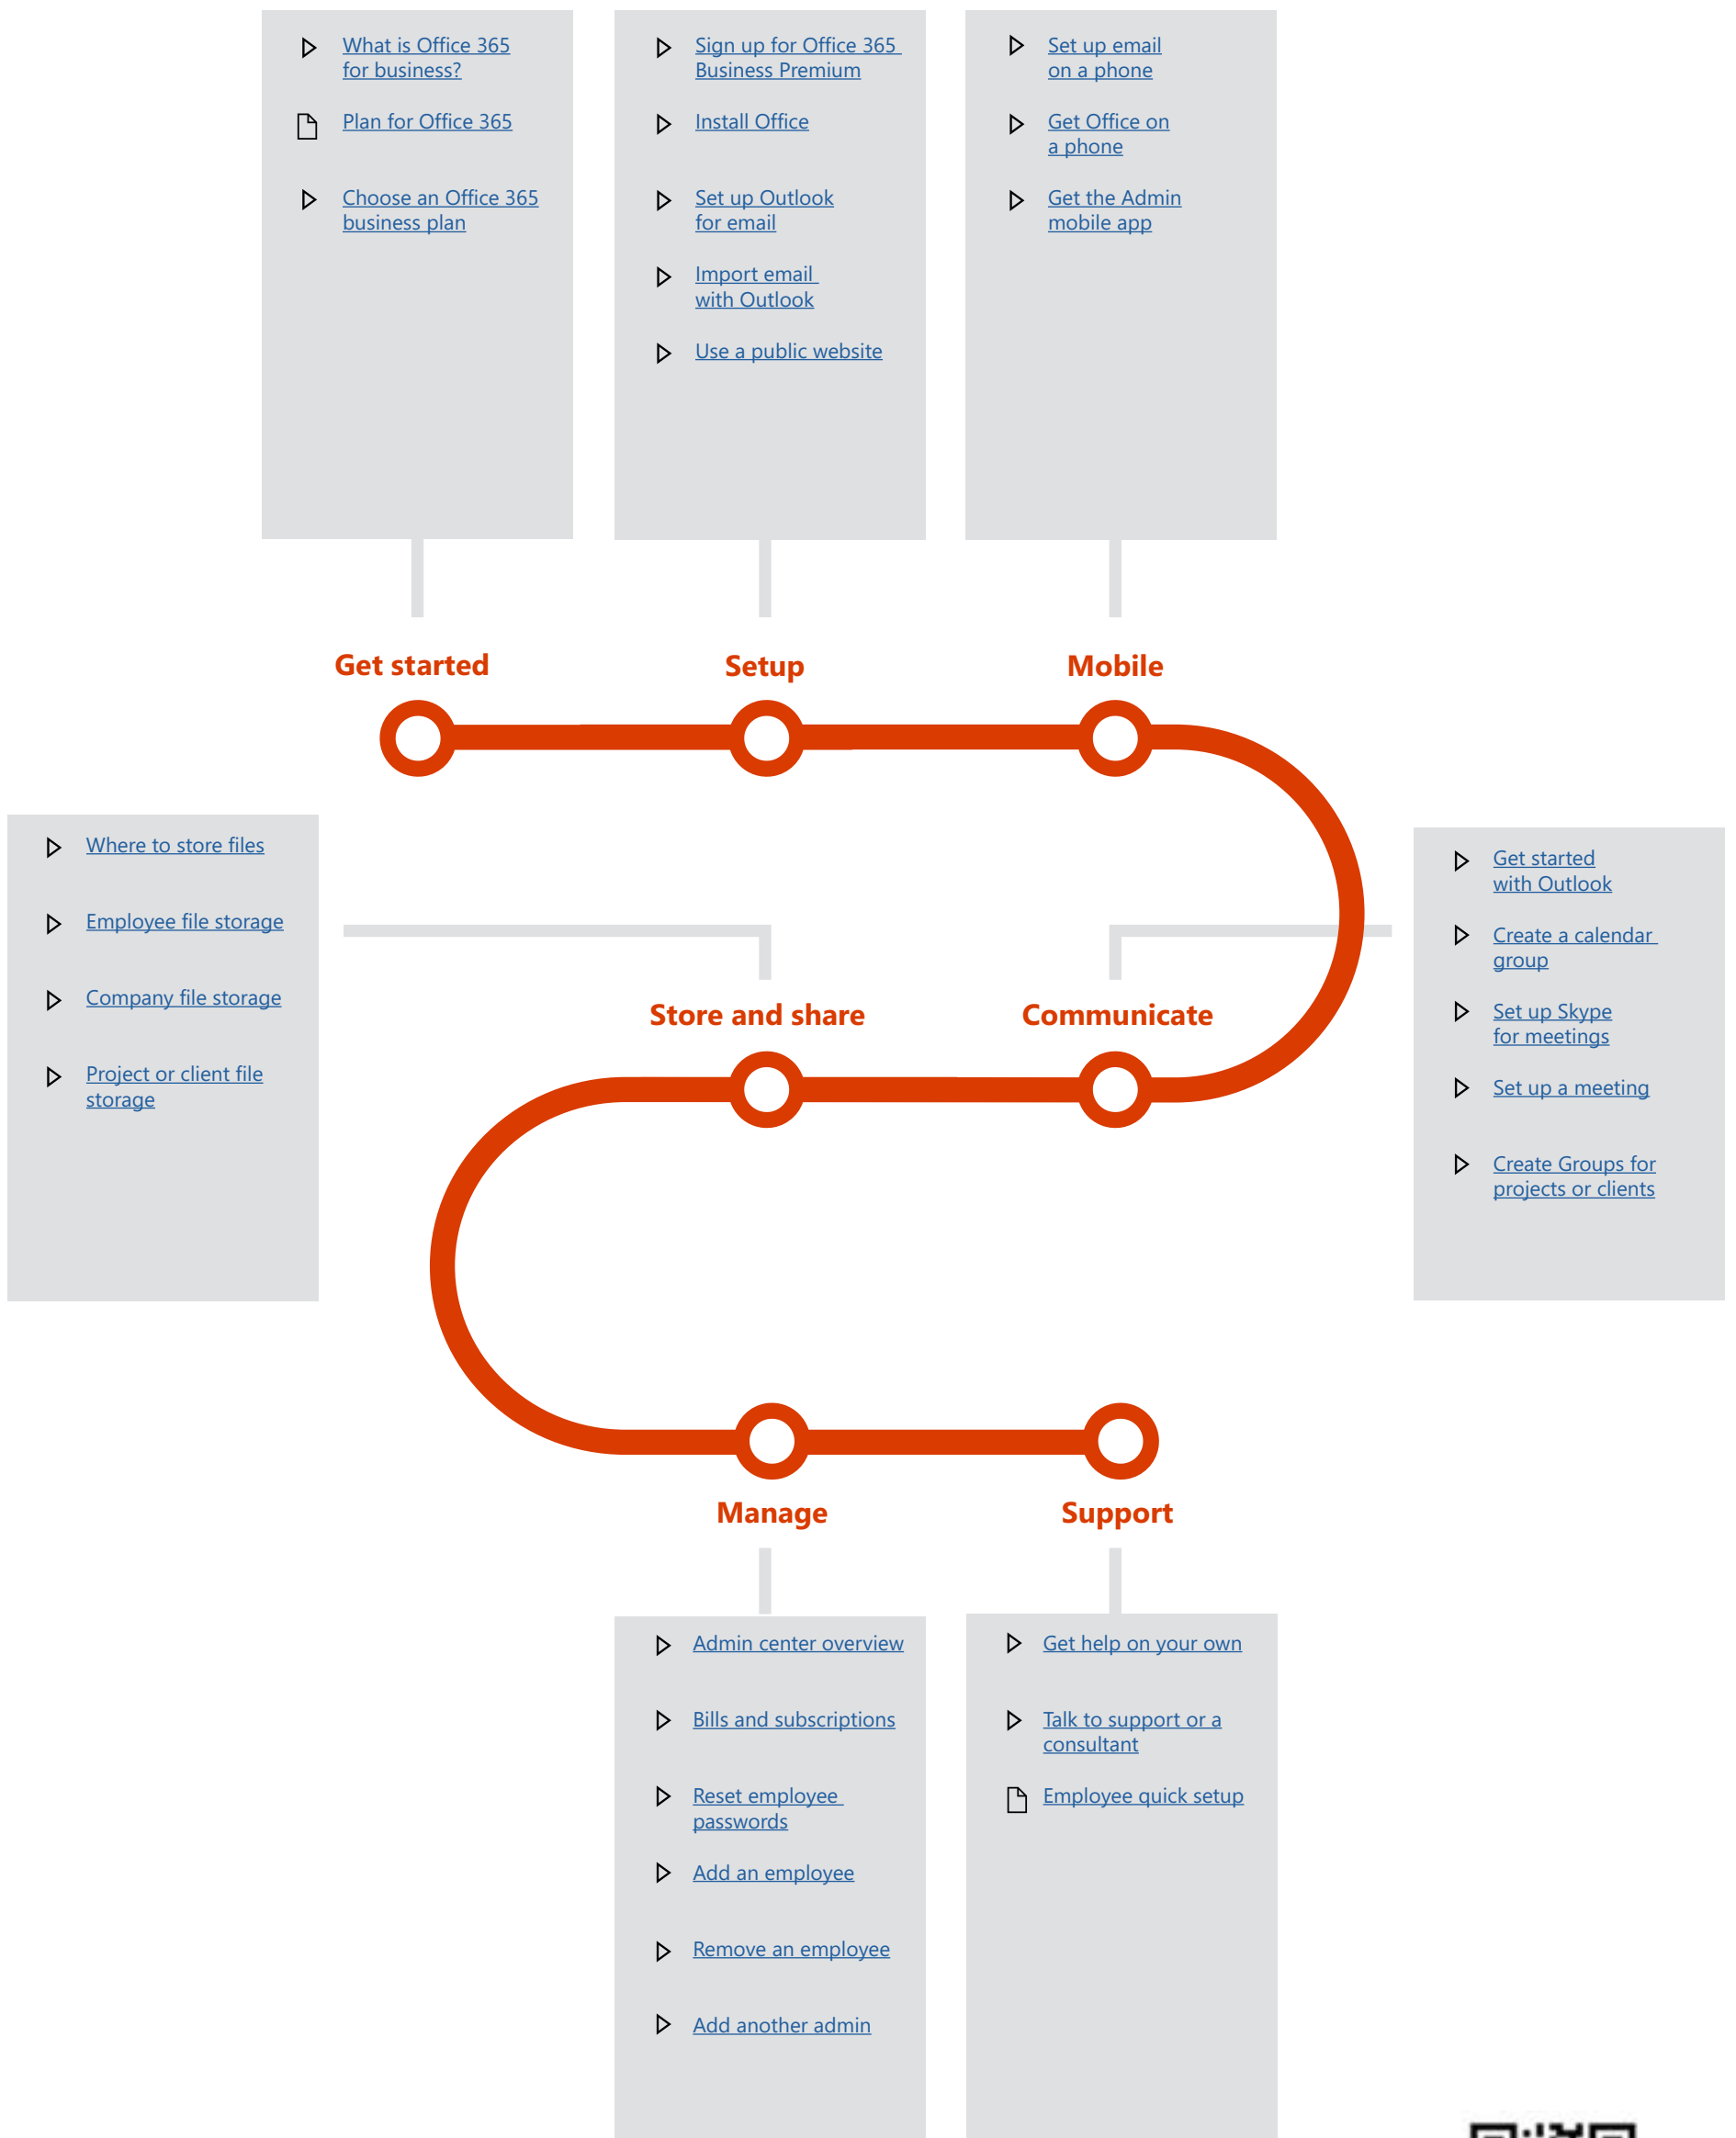 What is Office 365
for business?
Plan for Office 365
Choose an Office 365
business plan
Sign up for Office 365
Business Premium
Install Office
Set up Outlook
for email
Import email
with Outlook
Use a public website
Set up email
on a phone
Get Office on
a phone
Get the Admin
mobile app
Get started
Setup
Mobile
Where to store files
Employee file storage
Company file storage
Project or client file
storage
Get started
with Outlook
Create a calendar
group
Set up Skype
for meetings
Set up a meeting
Create Groups for
projects or clients
Store and share
Communicate
Manage
Support
Admin center overview
Bills and subscriptions
Reset employee
passwords
Add an employee
Remove an employee
Add another admin
Get help on your own
Talk to support or a
consultant
Employee quick setup